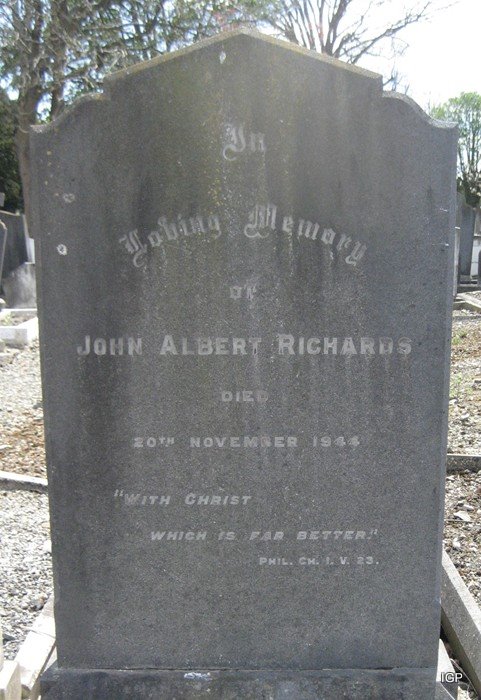 In
Loving Memory
OF
JOHN ALBERT RICHARDS
DIED
20TH NOVEMBER 1944
"WITH CHRIST
WHICH IS FAR BETTER."
PHIL. CH. I. V. 23.
IGP